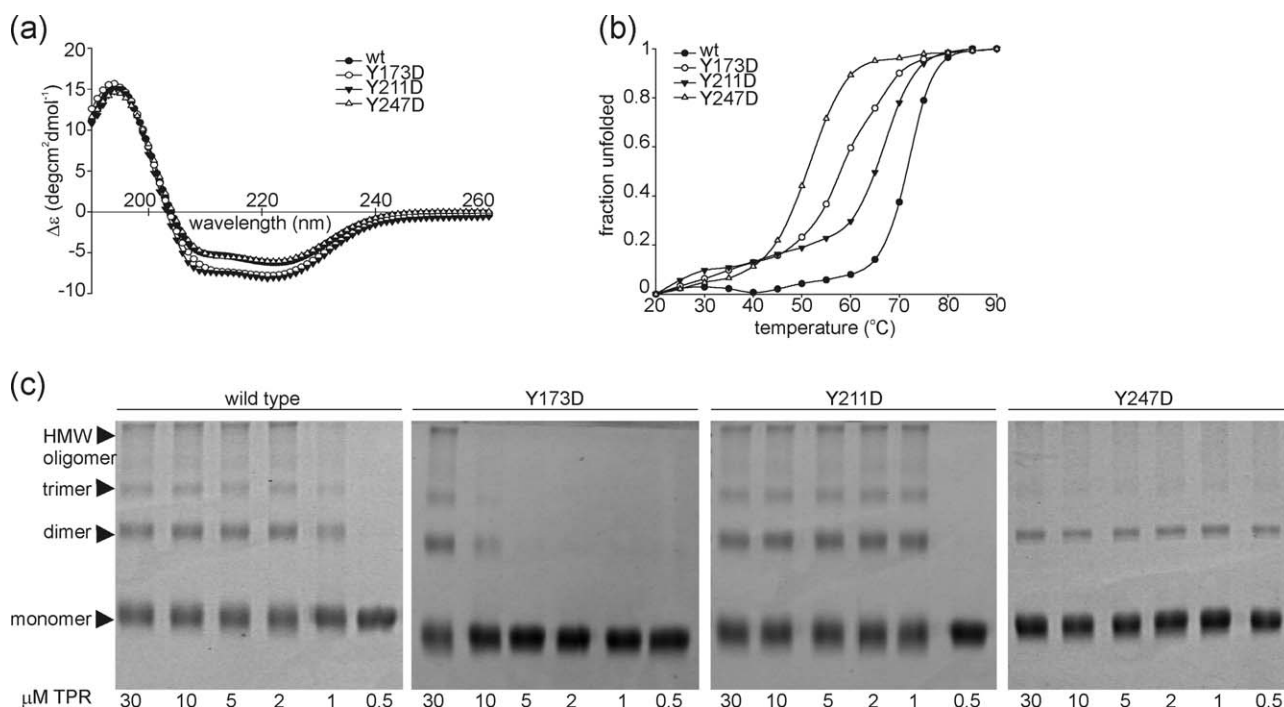 (a)
20
15
10
5
0
-5
-10
Δε (degcm²dmol⁻¹)
200
220
240
260
wavelength (nm)
wt
Y173D
Y211D
Y247D
(b)
1
0.8
0.6
0.4
0.2
0
fraction unfolded
wt
Y173D
Y211D
Y247D
20 30 40 50 60 70 80 90
temperature (°C)
(c)
wild type
Y173D
Y211D
Y247D
HMW
oligomer
trimer
dimer
monomer
μM TPR
30 10 5 2 1 0.5
30 10 5 2 1 0.5
30 10 5 2 1 0.5
30 10 5 2 1 0.5